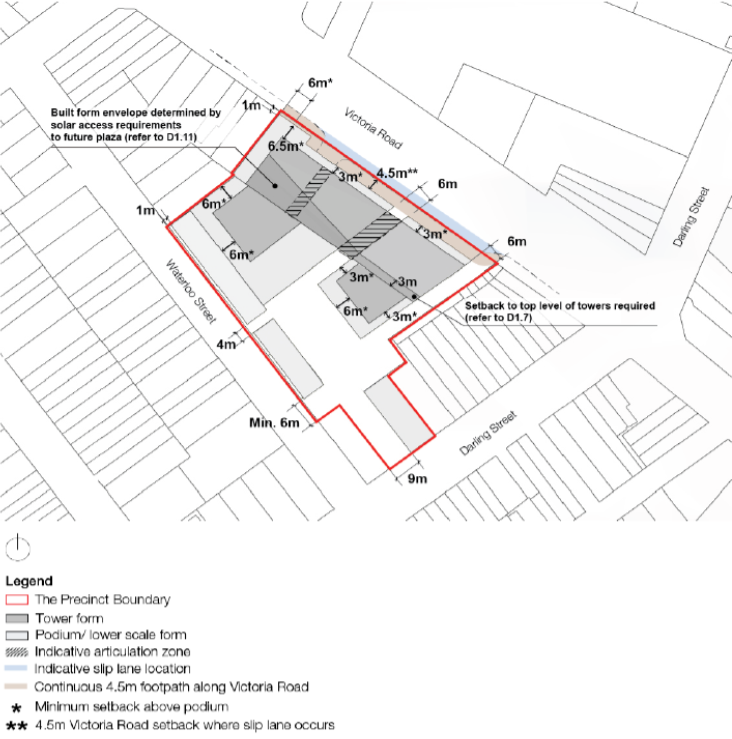 6m*
1m
Victoria Road
Built form envelope determined by
solar access requirements
to future plaza (refer to D1.11)
6.5m*
3m*
4.5m**
6m
Darling Street
6m*
1m
3m*
6m
6m*
3m*
3m
Waterloo Street
6m*
3m*
Setback to top level of towers required
(refer to D1.7)
4m
Min. 6m
Darling Street
9m
Legend
The Precinct Boundary
Tower form
Podium/ lower scale form
Indicative articulation zone
Indicative slip lane location
Continuous 4.5m footpath along Victoria Road
* Minimum setback above podium
** 4.5m Victoria Road setback where slip lane occurs